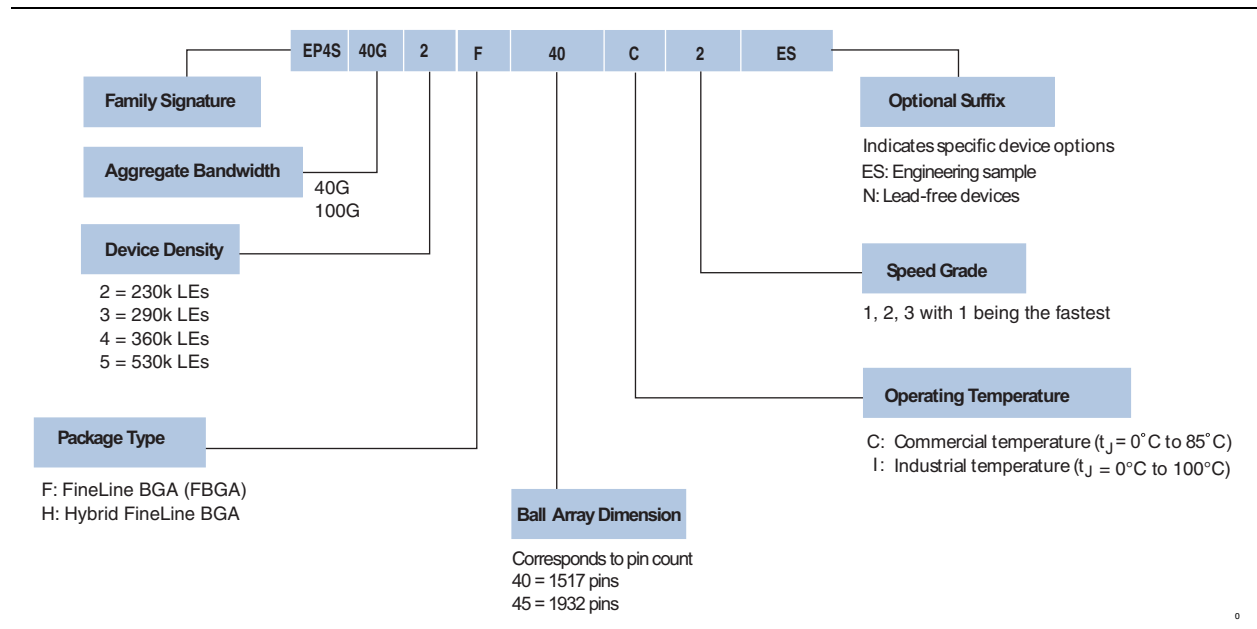 EP4S 40G 2 F 40 C 2 ES
Family Signature
Aggregate Bandwidth
40G
100G
Device Density
2 = 230k LEs
3 = 290k LEs
4 = 360k LEs
5 = 530k LEs
Package Type
F: FineLine BGA (FBGA)
H: Hybrid FineLine BGA
Ball Array Dimension
Corresponds to pin count
40 = 1517 pins
45 = 1932 pins
Optional Suffix
Indicates specific device options
ES: Engineering sample
N: Lead-free devices
Speed Grade
1, 2, 3 with 1 being the fastest
Operating Temperature
C: Commercial temperature (tJ = 0˚C to 85˚C)
I: Industrial temperature (tJ = 0°C to 100°C)